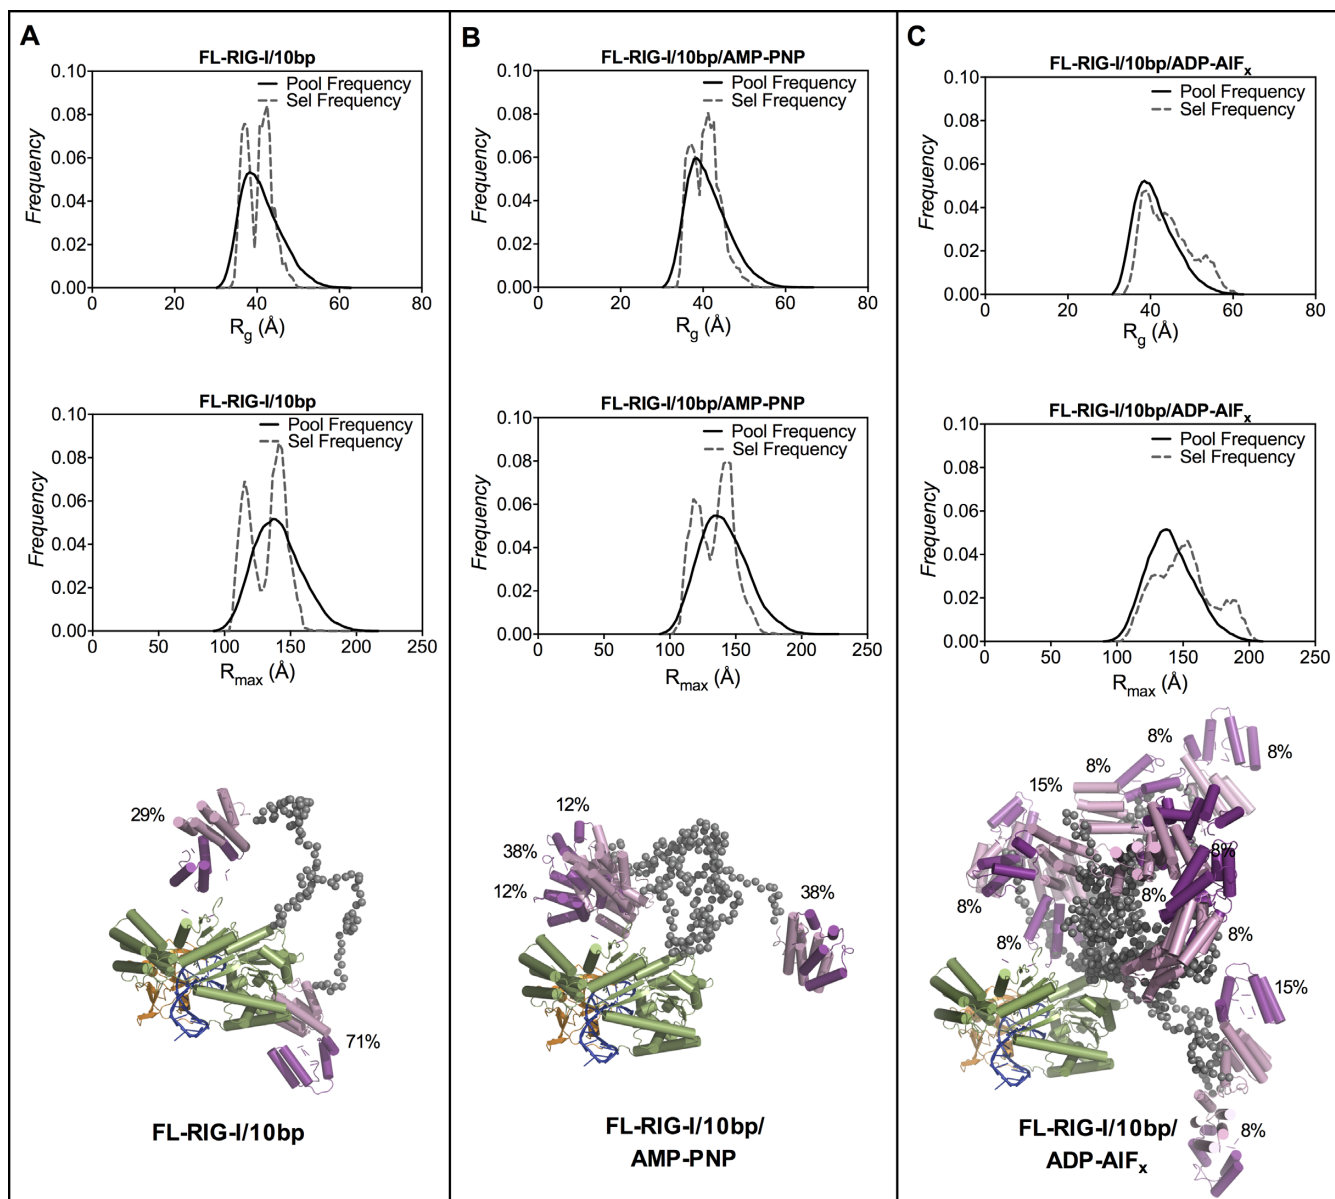 A
FL-RIG-I/10bp
Pool Frequency
Sel Frequency
Frequency
0.10
0.08
0.06
0.04
0.02
0.00
0 20 40 60 80
Rg (Å)
FL-RIG-I/10bp
Pool Frequency
Sel Frequency
Frequency
0.10
0.08
0.06
0.04
0.02
0.00
0 50 100 150 200 250
Rmax (Å)
29%
71%
FL-RIG-I/10bp
B
FL-RIG-I/10bp/AMP-PNP
Pool Frequency
Sel Frequency
Frequency
0.10
0.08
0.06
0.04
0.02
0.00
0 20 40 60 80
Rg (Å)
FL-RIG-I/10bp/AMP-PNP
Pool Frequency
Sel Frequency
Frequency
0.10
0.08
0.06
0.04
0.02
0.00
0 50 100 150 200 250
Rmax (Å)
12%
38%
12%
38%
FL-RIG-I/10bp/
AMP-PNP
C
FL-RIG-I/10bp/ADP-AlFx
Pool Frequency
Sel Frequency
Frequency
0.10
0.08
0.06
0.04
0.02
0.00
0 20 40 60 80
Rg (Å)
FL-RIG-I/10bp/ADP-AlFx
Pool Frequency
Sel Frequency
Frequency
0.10
0.08
0.06
0.04
0.02
0.00
0 50 100 150 200 250
Rmax (Å)
8%
8%
8%
15%
8%
8%
8%
8%
8%
15%
8%
FL-RIG-I/10bp/
ADP-AlFx